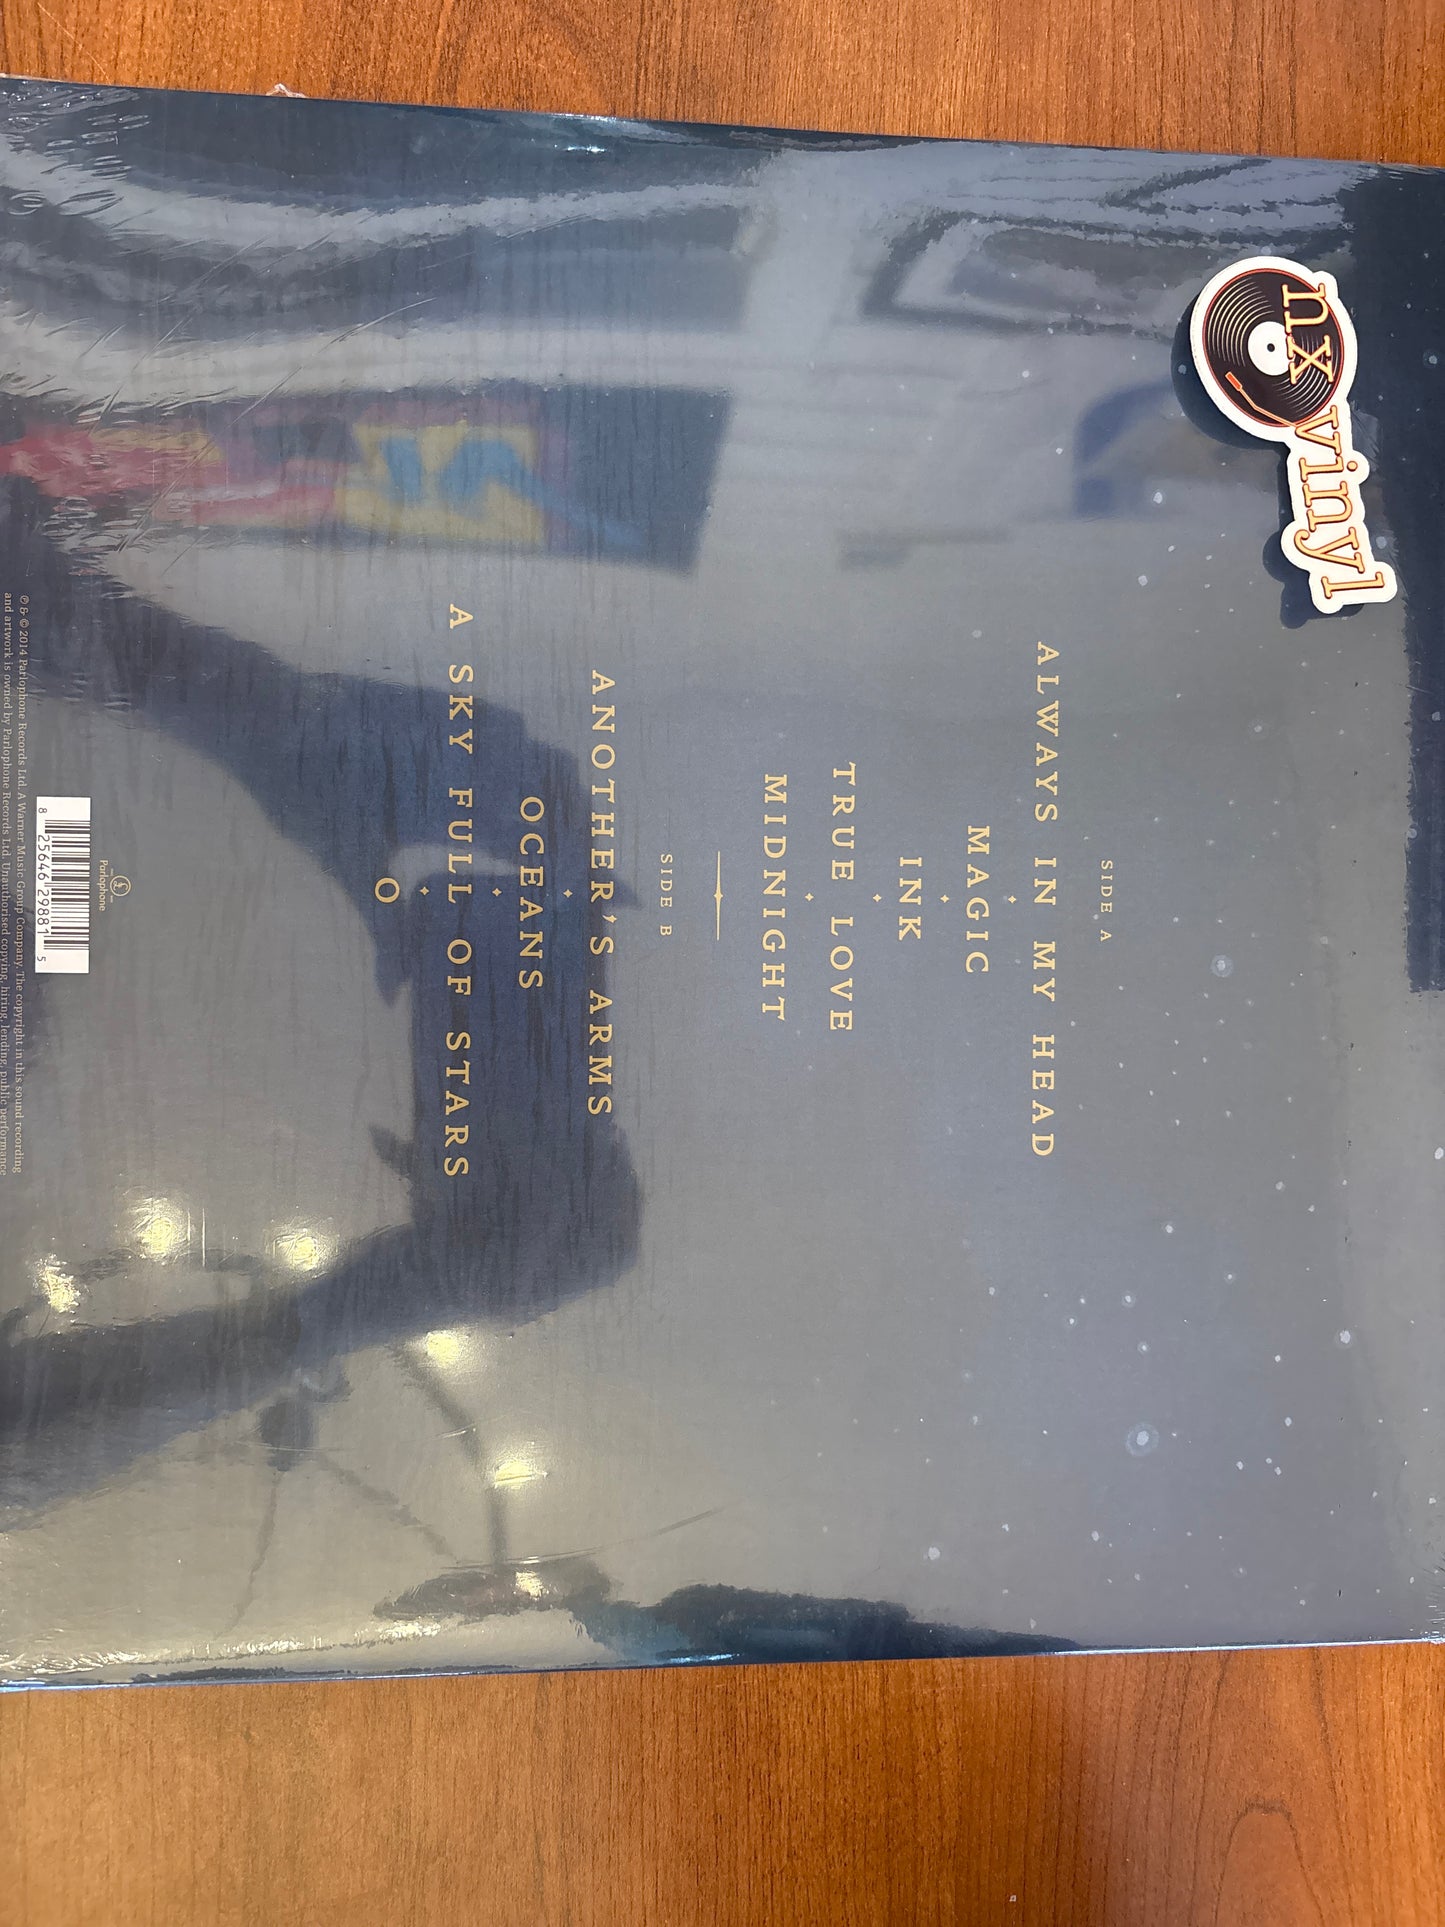 nx
vinyl
SIDE A
ALWAYS IN MY HEAD
MAGIC
INK
TRUE LOVE
MIDNIGHT
SIDE B
ANOTHER'S ARMS
OCEANS
A SKY FULL OF STARS
O
Parlophone
8 25646 29881 5
℗ & © 2014 Parlophone Records Ltd. A Warner Music Group Company. The copyright in this sound recording
and artwork is owned by Parlophone Records Ltd. Unauthorised copying, hiring, lending, public performance